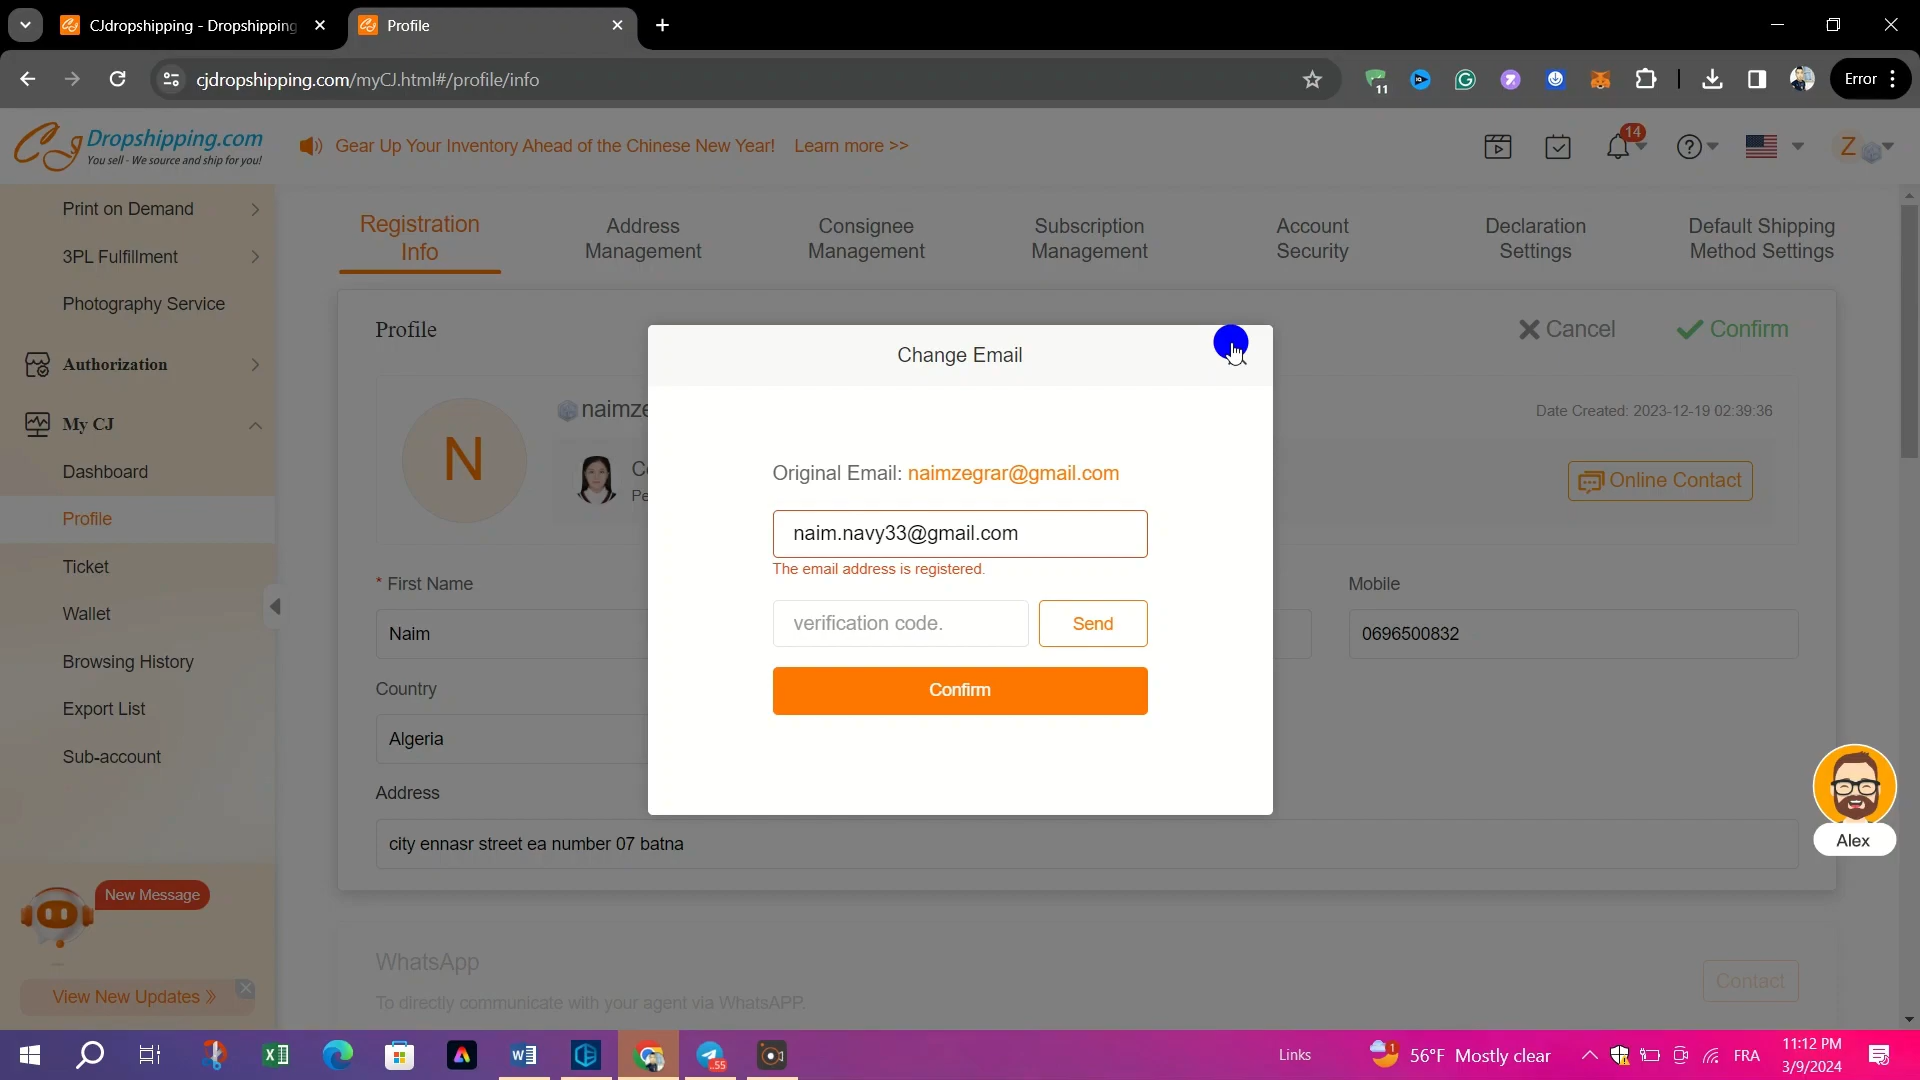 CJdropshipping - Dropshipping
Profile
cjdropshipping.com/myCJ.html#/profile/info
11
Error
Dropshipping.com
You sell - We source and ship for you!
Gear Up Your Inventory Ahead of the Chinese New Year! Learn more >>
14
Z
Print on Demand
3PL Fulfillment
Photography Service
Authorization
My CJ
Dashboard
Profile
Ticket
Wallet
Browsing History
Export List
Sub-account
New Message
View New Updates »
Registration
Info
Address
Management
Consignee
Management
Subscription
Management
Account
Security
Declaration
Settings
Default Shipping
Method Settings
Profile
Cancel
Confirm
N
naimze
Date Created: 2023-12-19 02:39:36
Online Contact
* First Name
Naim
Mobile
0696500832
Country
Algeria
Address
city ennasr street ea number 07 batna
Change Email
Original Email: naimzegrar@gmail.com
naim.navy33@gmail.com
The email address is registered.
verification code.
Send
Confirm
Alex
WhatsApp
To directly communicate with your agent via WhatsAPP.
Contact
55
Links
1
56°F Mostly clear
FRA
11:12 PM
3/9/2024